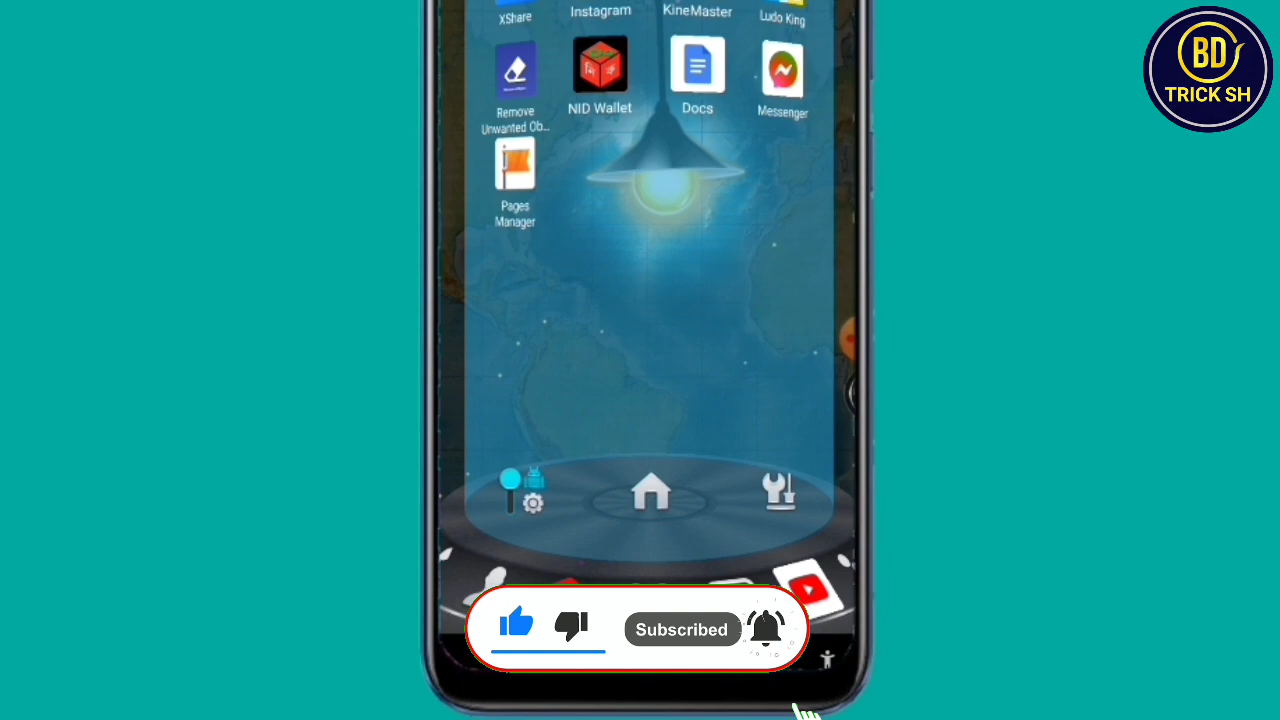 XShare
Instagram
KineMaster
Ludo King
BD
TRICK SH
Remove
Unwanted Ob...
NID Wallet
Docs
Messenger
Pages
Manager
Subscribed